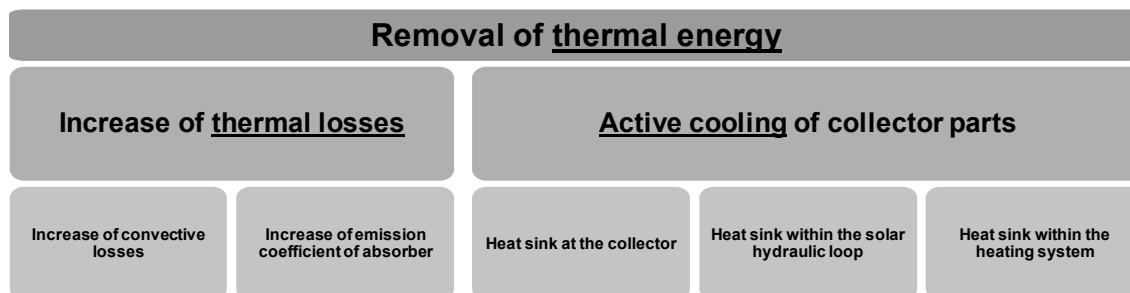 Removal of thermal energy
Increase of thermal losses
Active cooling of collector parts
Increase of convective
losses
Increase of emission
coefficient of absorber
Heat sink at the collector
Heat sink within the solar
hydraulic loop
Heat sink within the
heating system